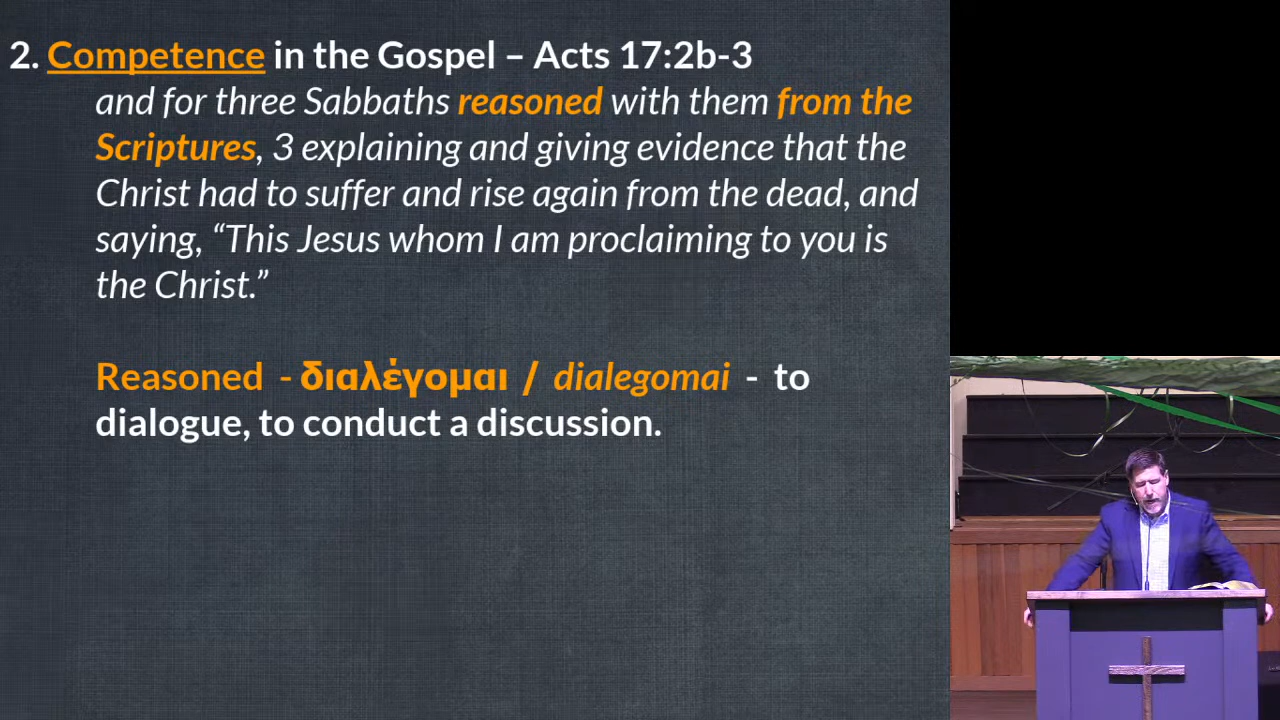 2. Competence in the Gospel – Acts 17:2b-3
and for three Sabbaths reasoned with them from the
Scriptures, 3 explaining and giving evidence that the
Christ had to suffer and rise again from the dead, and
saying, “This Jesus whom I am proclaiming to you is
the Christ.”
Reasoned - διαλέγομαι / dialegomai - to
dialogue, to conduct a discussion.